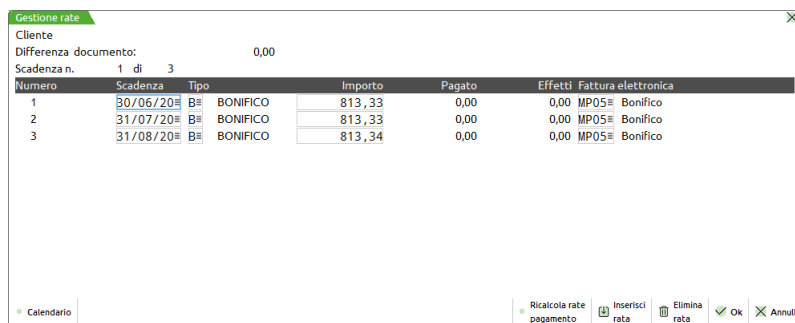 Gestione rate
Cliente
Differenza documento: 0,00
Scadenza n. 1 di 3
Numero Scadenza Tipo Importo Pagato Effetti Fattura elettronica
1 30/06/20 B BONIFICO 813,33 0,00 0,00 MP05 Bonifico
2 31/07/20 B BONIFICO 813,33 0,00 0,00 MP05 Bonifico
3 31/08/20 B BONIFICO 813,34 0,00 0,00 MP05 Bonifico
Calendario
Ricalcola rate pagamento
Inserisci rata
Elimina rata
Ok
Annull